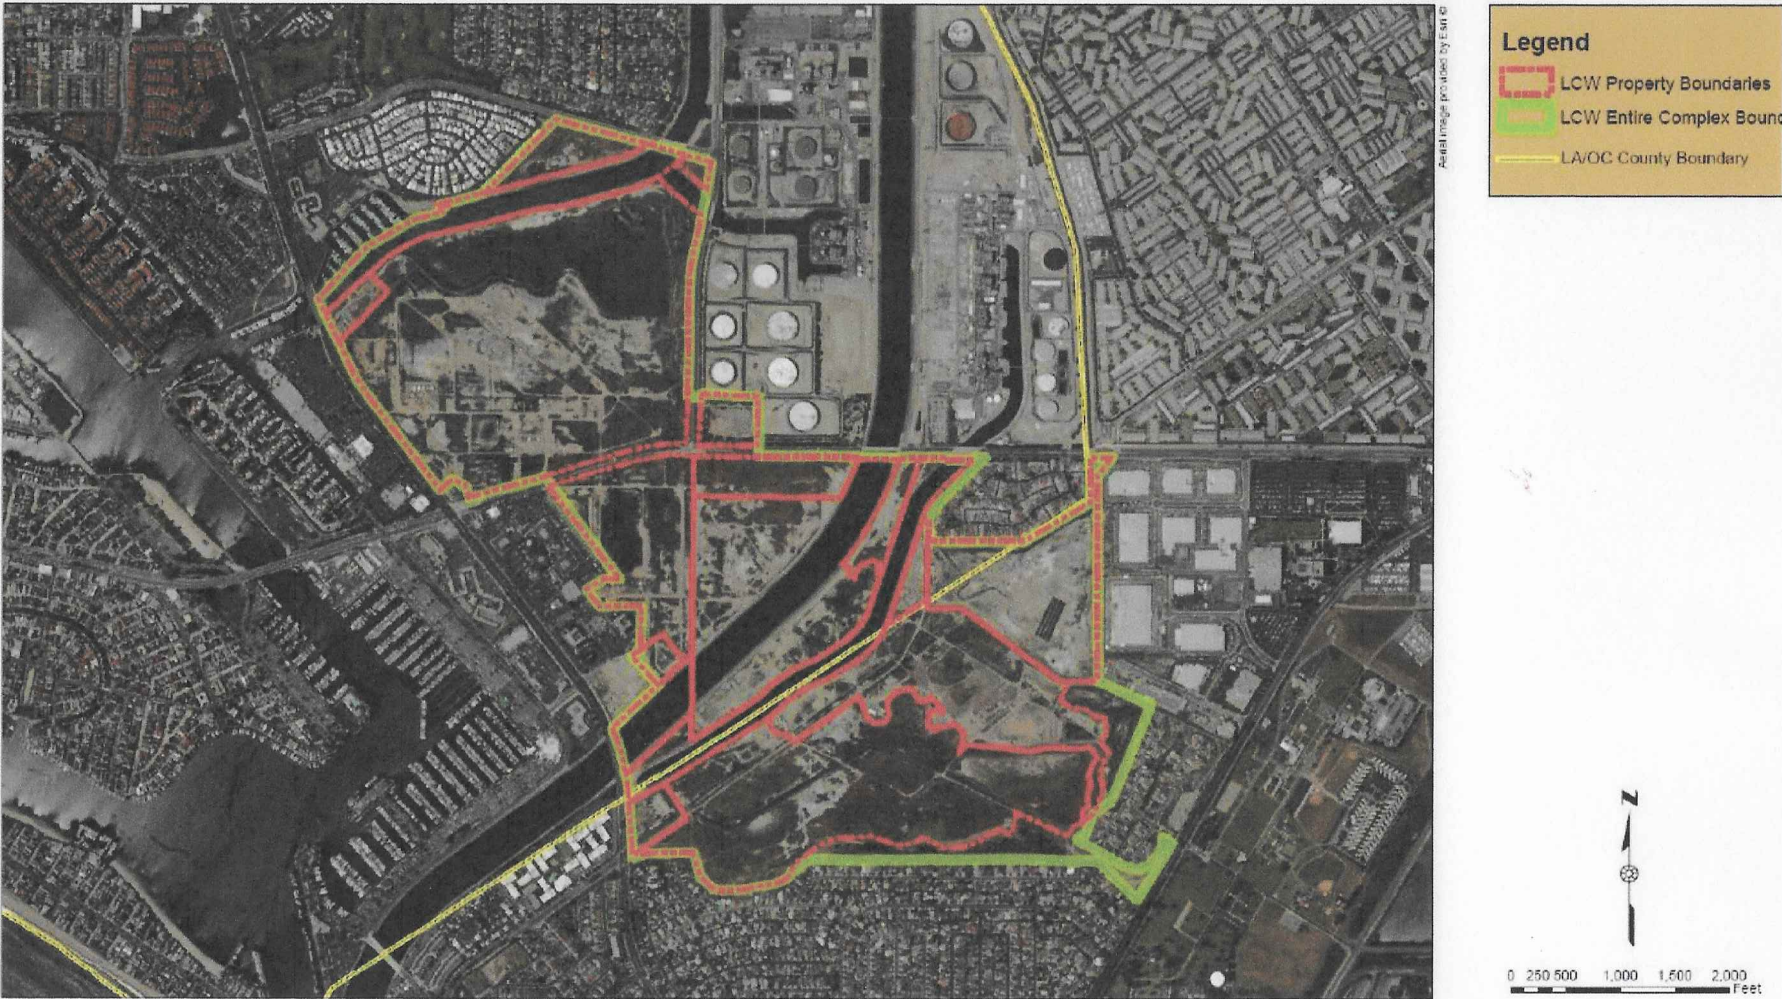 Aerial image provided by Esri ©
Legend
LCW Property Boundaries
LCW Entire Complex Bound
LA/OC County Boundary
N
0 250 500 1,000 1,500 2,000
Feet